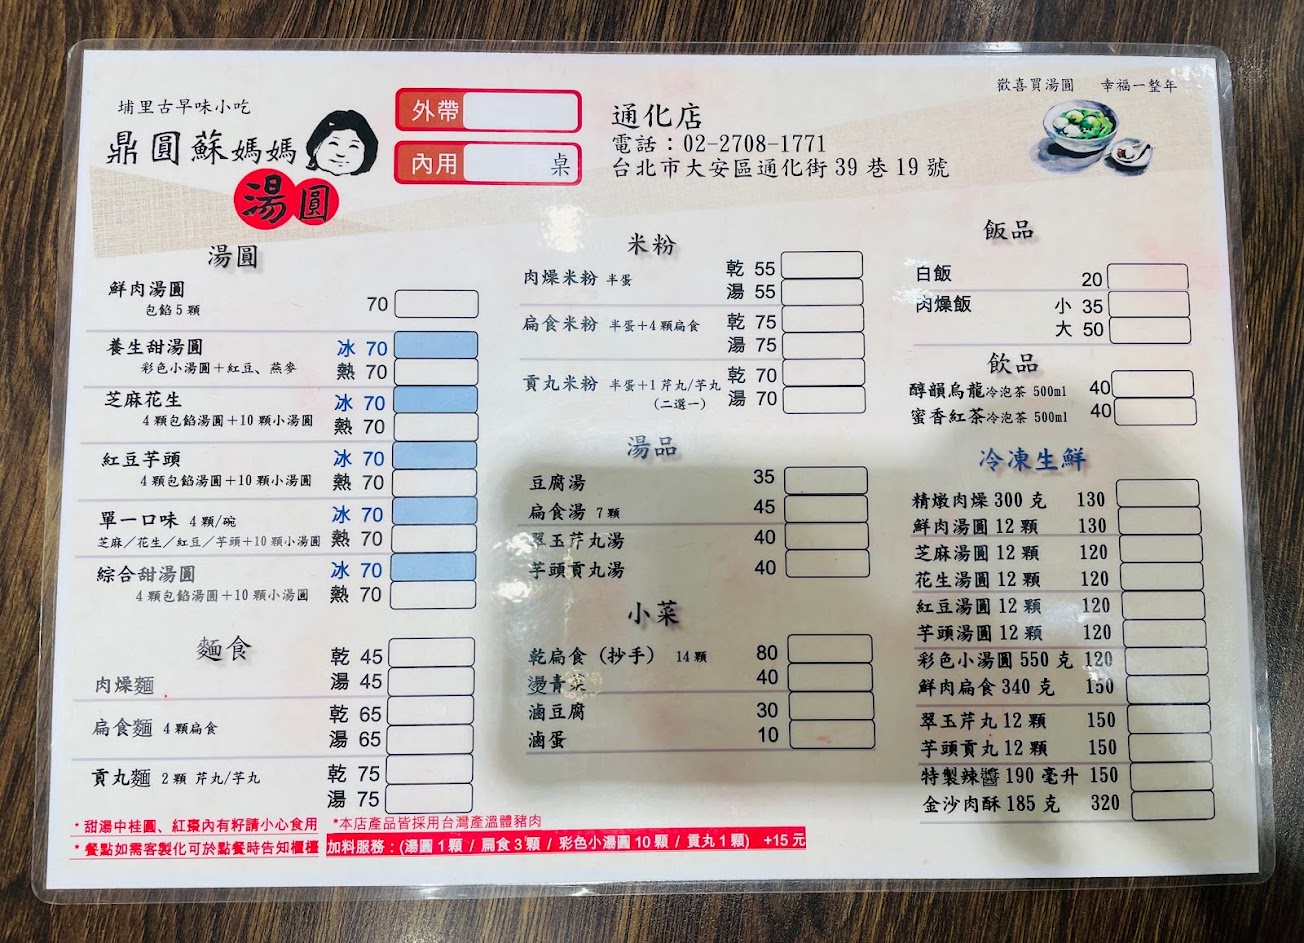 埔里古早味小吃
鼎圓蘇媽媽
湯圓
外帶
內用 桌
通化店
電話：02-2708-1771
台北市大安區通化街39巷19號
歡喜買湯圓 幸福一整年
湯圓
鮮肉湯圓 70
包餡5顆
養生甜湯圓 冰 70
彩色小湯圓＋紅豆、燕麥 熱 70
芝麻花生 冰 70
4顆包餡湯圓＋10顆小湯圓 熱 70
紅豆芋頭 冰 70
4顆包餡湯圓＋10顆小湯圓 熱 70
單一口味 4顆/碗 冰 70
芝麻／花生／紅豆／芋頭＋10顆小湯圓 熱 70
綜合甜湯圓 冰 70
4顆包餡湯圓＋10顆小湯圓 熱 70
麵食
肉燥麵 乾 45
湯 45
扁食麵 4顆扁食 乾 65
湯 65
貢丸麵 2顆 芹丸/芋丸 乾 75
湯 75
*甜湯中桂圓、紅棗內有籽請小心食用
*餐點如需客製化可於點餐時告知櫃檯
米粉
肉燥米粉 半蛋 乾 55
湯 55
扁食米粉 半蛋+4顆扁食 乾 75
湯 75
貢丸米粉 半蛋+1芹丸/芋丸 乾 70
(二選一) 湯 70
湯品
豆腐湯 35
扁食湯 7顆 45
翠玉芹丸湯 40
芋頭貢丸湯 40
小菜
乾扁食（抄手） 14顆 80
燙青菜 40
滷豆腐 30
滷蛋 10
*本店產品皆採用台灣產溫體豬肉
加料服務：(湯圓1顆 / 扁食3顆 / 彩色小湯圓10顆 / 貢丸1顆) +15元
飯品
白飯 20
肉燥飯 小 35
大 50
飲品
醇韻烏龍冷泡茶 500ml 40
蜜香紅茶冷泡茶 500ml 40
冷凍生鮮
精燉肉燥300克 130
鮮肉湯圓12顆 130
芝麻湯圓12顆 120
花生湯圓12顆 120
紅豆湯圓12顆 120
芋頭湯圓12顆 120
彩色小湯圓550克 120
鮮肉扁食340克 150
翠玉芹丸12顆 150
芋頭貢丸12顆 150
特製辣醬190毫升 150
金沙肉酥185克 320